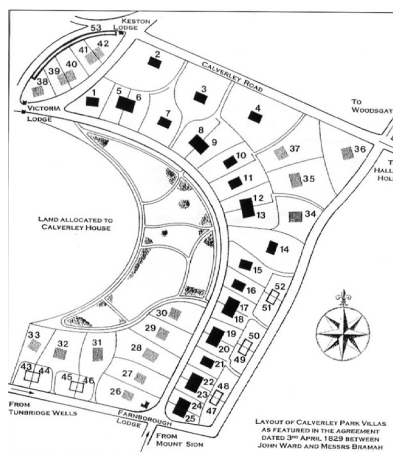 KESTON
LODGE
53
42
41
40
39
38
2
CALVERLEY ROAD
3
1
5
6
7
4
TO
WOODSGA
VICTORIA
LODGE
8
9
10
11
12
13
37
36
35
34
TO
HALL
HOL
LAND ALLOCATED TO
CALVERLEY HOUSE
14
15
16
52
51
17
18
30
29
28
27
26
19
20
50
49
33
32
31
21
43
44
45
46
22
23
48
47
24
25
FROM
TUNBRIDGE WELLS
FARNBOROUGH
LODGE
FROM
MOUNT SION
LAYOUT OF CALVERLEY PARK VILLAS
AS FEATURED IN THE AGREEMENT
DATED 3RD APRIL 1829 BETWEEN
JOHN WARD AND MESSRS BRAMAH